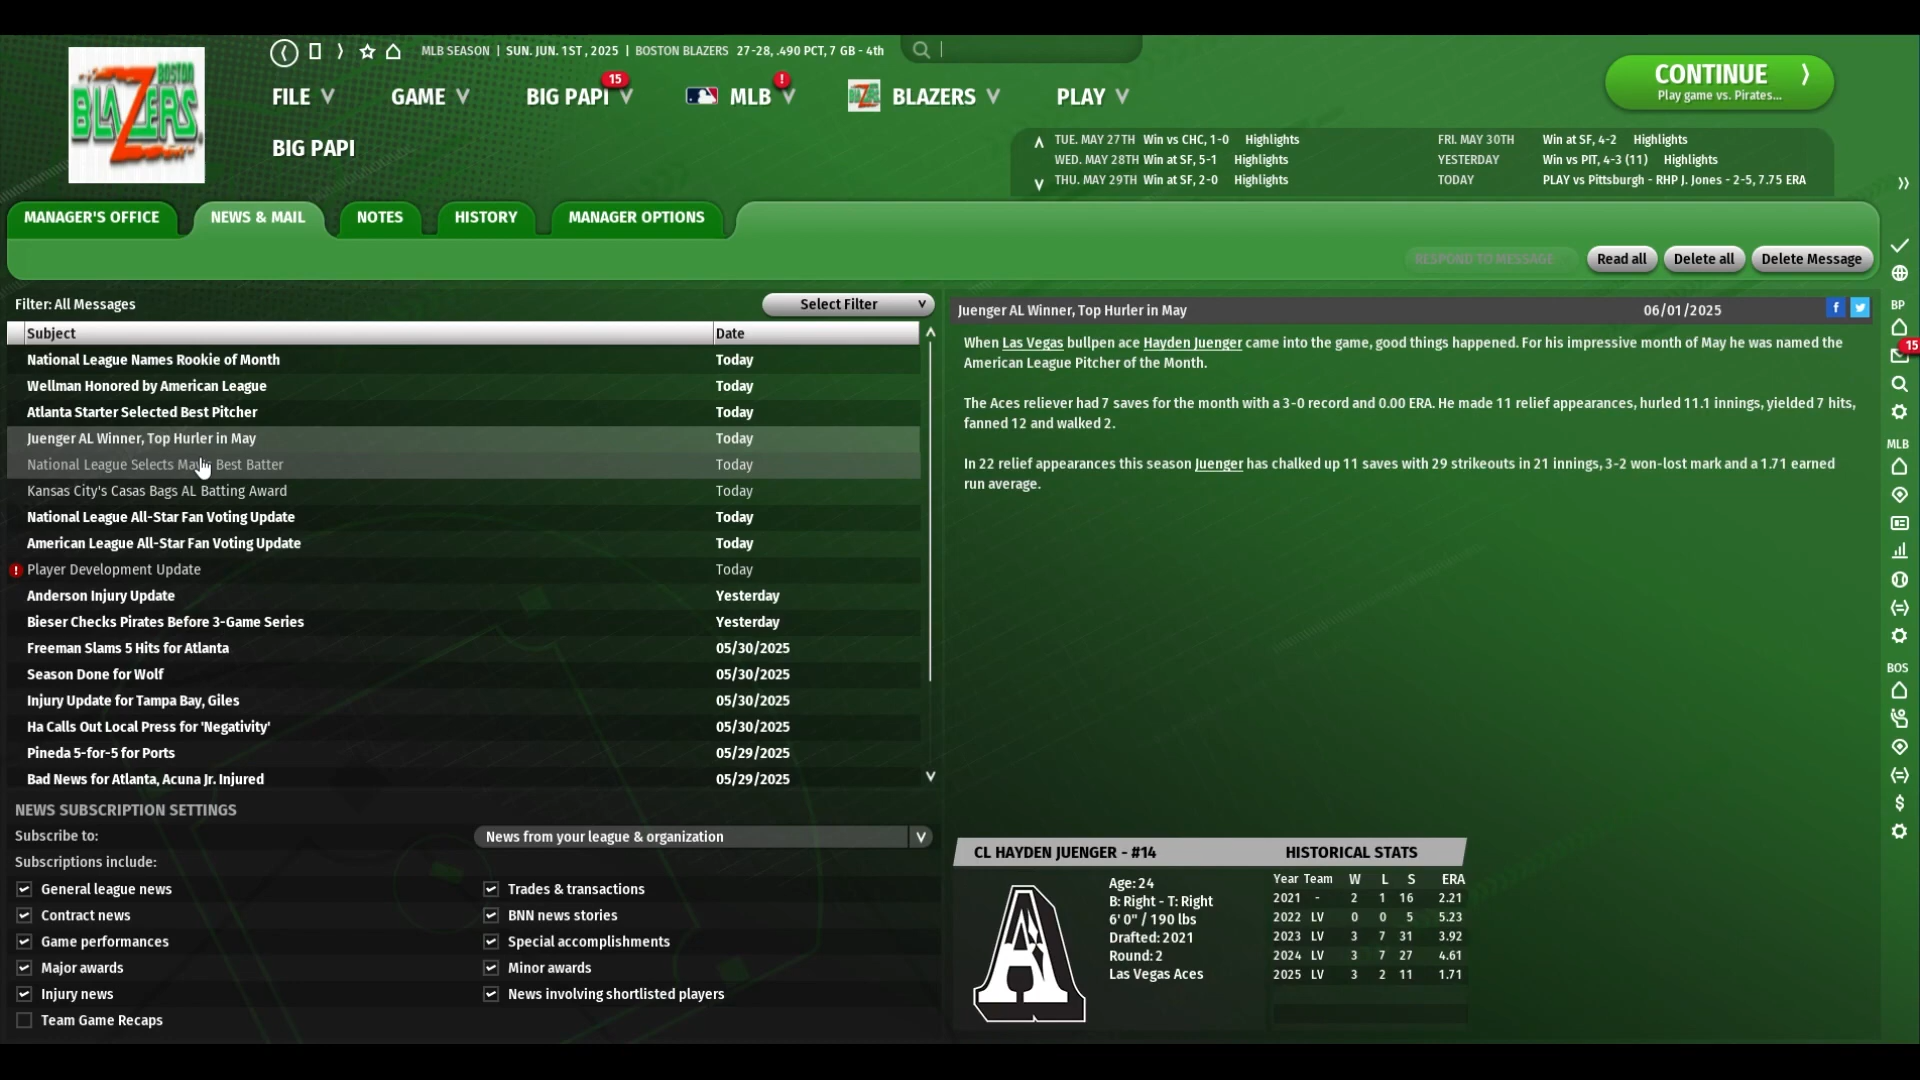 BOSTON
BLAZERS
MLB SEASON | SUN. JUN. 1ST , 2025 | BOSTON BLAZERS 27-28, .490 PCT, 7 GB - 4th
FILE GAME BIG PAPI 15 MLB ! BLAZERS PLAY
CONTINUE
Play game vs. Pirates...
BIG PAPI
TUE. MAY 27TH Win vs CHC, 1-0 Highlights FRI. MAY 30TH Win at SF, 4-2 Highlights
WED. MAY 28TH Win at SF, 5-1 Highlights YESTERDAY Win vs PIT, 4-3 (11) Highlights
THU. MAY 29TH Win at SF, 2-0 Highlights TODAY PLAY vs Pittsburgh - RHP J. Jones - 2-5, 7.75 ERA
MANAGER'S OFFICE NEWS & MAIL NOTES HISTORY MANAGER OPTIONS
RESPOND TO MESSAGE Read all Delete all Delete Message
Filter: All Messages Select Filter
Subject Date
National League Names Rookie of Month Today
Wellman Honored by American League Today
Atlanta Starter Selected Best Pitcher Today
Juenger AL Winner, Top Hurler in May Today
National League Selects May's Best Batter Today
Kansas City's Casas Bags AL Batting Award Today
National League All-Star Fan Voting Update Today
American League All-Star Fan Voting Update Today
! Player Development Update Today
Anderson Injury Update Yesterday
Bieser Checks Pirates Before 3-Game Series Yesterday
Freeman Slams 5 Hits for Atlanta 05/30/2025
Season Done for Wolf 05/30/2025
Injury Update for Tampa Bay, Giles 05/30/2025
Ha Calls Out Local Press for 'Negativity' 05/30/2025
Pineda 5-for-5 for Ports 05/29/2025
Bad News for Atlanta, Acuna Jr. Injured 05/29/2025
NEWS SUBSCRIPTION SETTINGS
Subscribe to: News from your league & organization
Subscriptions include:
General league news Trades & transactions
Contract news BNN news stories
Game performances Special accomplishments
Major awards Minor awards
Injury news News involving shortlisted players
Team Game Recaps
Juenger AL Winner, Top Hurler in May 06/01/2025
When Las Vegas bullpen ace Hayden Juenger came into the game, good things happened. For his impressive month of May he was named the
American League Pitcher of the Month.
The Aces reliever had 7 saves for the month with a 3-0 record and 0.00 ERA. He made 11 relief appearances, hurled 11.1 innings, yielded 7 hits,
fanned 12 and walked 2.
In 22 relief appearances this season Juenger has chalked up 11 saves with 29 strikeouts in 21 innings, 3-2 won-lost mark and a 1.71 earned
run average.
CL HAYDEN JUENGER - #14 HISTORICAL STATS
A
Age: 24
B: Right - T: Right
6' 0" / 190 lbs
Drafted: 2021
Round: 2
Las Vegas Aces
Year Team W L S ERA
2021 - 2 1 16 2.21
2022 LV 0 0 5 5.23
2023 LV 3 7 31 3.92
2024 LV 3 7 27 4.61
2025 LV 3 2 11 1.71
BP
15
MLB
BOS
$